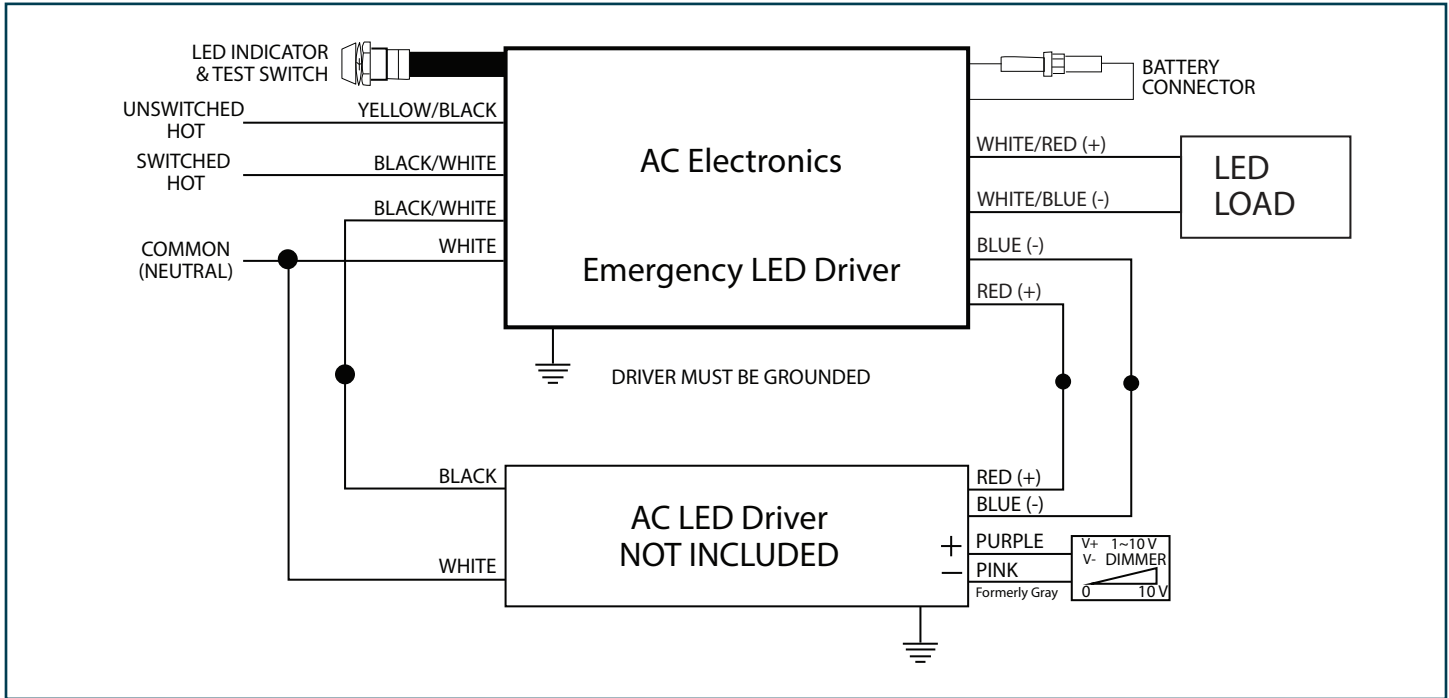 LED INDICATOR
& TEST SWITCH
UNSWITCHED
HOT
SWITCHED
HOT
COMMON
(NEUTRAL)
YELLOW/BLACK
BLACK/WHITE
BLACK/WHITE
WHITE
AC Electronics
Emergency LED Driver
BATTERY
CONNECTOR
WHITE/RED (+)
WHITE/BLUE (-)
BLUE (-)
RED (+)
LED
LOAD
DRIVER MUST BE GROUNDED
BLACK
WHITE
AC LED Driver
NOT INCLUDED
RED (+)
BLUE (-)
+ PURPLE
− PINK
Formerly Gray
V+ 1~10 V
V- DIMMER
0 10 V